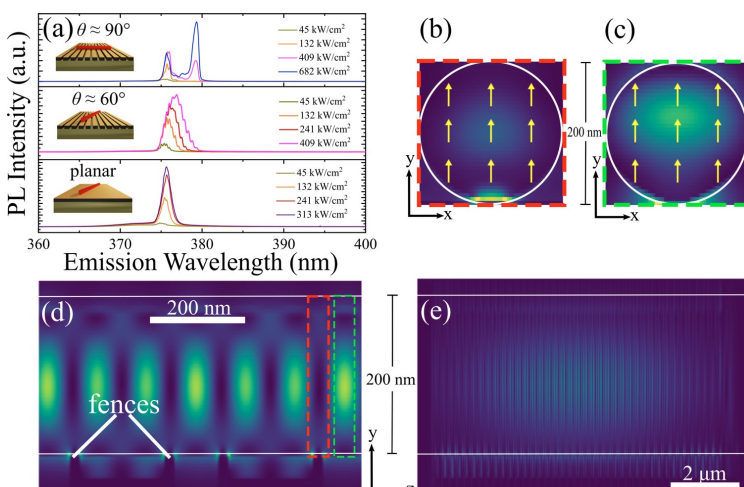 (a)
PL Intensity (a.u.)
θ ≈ 90°
45 kW/cm²
132 kW/cm²
409 kW/cm²
682 kW/cm²
θ ≈ 60°
45 kW/cm²
132 kW/cm²
241 kW/cm²
409 kW/cm²
planar
45 kW/cm²
132 kW/cm²
241 kW/cm²
313 kW/cm²
360 370 380 390 400
Emission Wavelength (nm)
(b)
y
x
200 nm
(c)
y
x
(d)
200 nm
fences
y
200 nm
(e)
2 μm